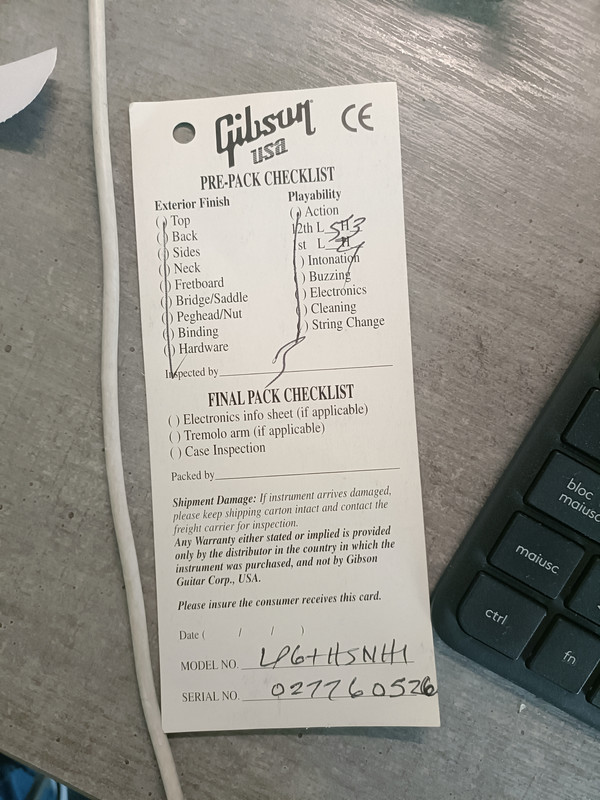 Gibson CE
USA
PRE-PACK CHECKLIST
Exterior Finish
( ) Top
( ) Back
( ) Sides
( ) Neck
( ) Fretboard
( ) Bridge/Saddle
( ) Peghead/Nut
( ) Binding
( ) Hardware
Playability
( ) Action
12th L H
1st L H
( ) Intonation
( ) Buzzing
( ) Electronics
( ) Cleaning
( ) String Change
Inspected by
FINAL PACK CHECKLIST
( ) Electronics info sheet (if applicable)
( ) Tremolo arm (if applicable)
( ) Case Inspection
Packed by
Shipment Damage: If instrument arrives damaged,
please keep shipping carton intact and contact the
freight carrier for inspection.
Any Warranty either stated or implied is provided
only by the distributor in the country in which the
instrument was purchased, and not by Gibson
Guitar Corp., USA.
Please insure the consumer receives this card.
Date ( / / )
MODEL NO. LP6+HSNH1
SERIAL NO. 027760526
bloc
maiusc
maiusc
ctrl
fn